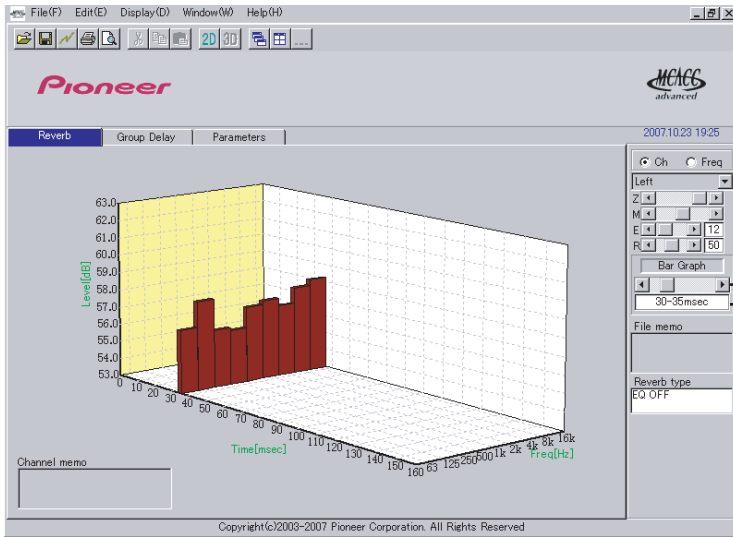 File(F) Edit(E) Display(D) Window(W) Help(H)
2D 3D ...
Pioneer
MCACC
advanced
Reverb Group Delay Parameters
2007.10.23 19:25
Ch Freq
Left
Z
M
E 12
R 50
Bar Graph
30-35msec
File memo
Reverb type
EQ OFF
63.0
62.0
61.0
60.0
59.0
58.0
57.0
56.0
55.0
54.0
53.0
Level[dB]
0 10 20 30 40 50 60 70 80 90 100 110 120 130 140 150 160
Time[msec]
63 125 250 500 1k 2k 4k 8k 16k
Freq[Hz]
Channel memo
Copyright(c)2003-2007 Pioneer Corporation. All Rights Reserved